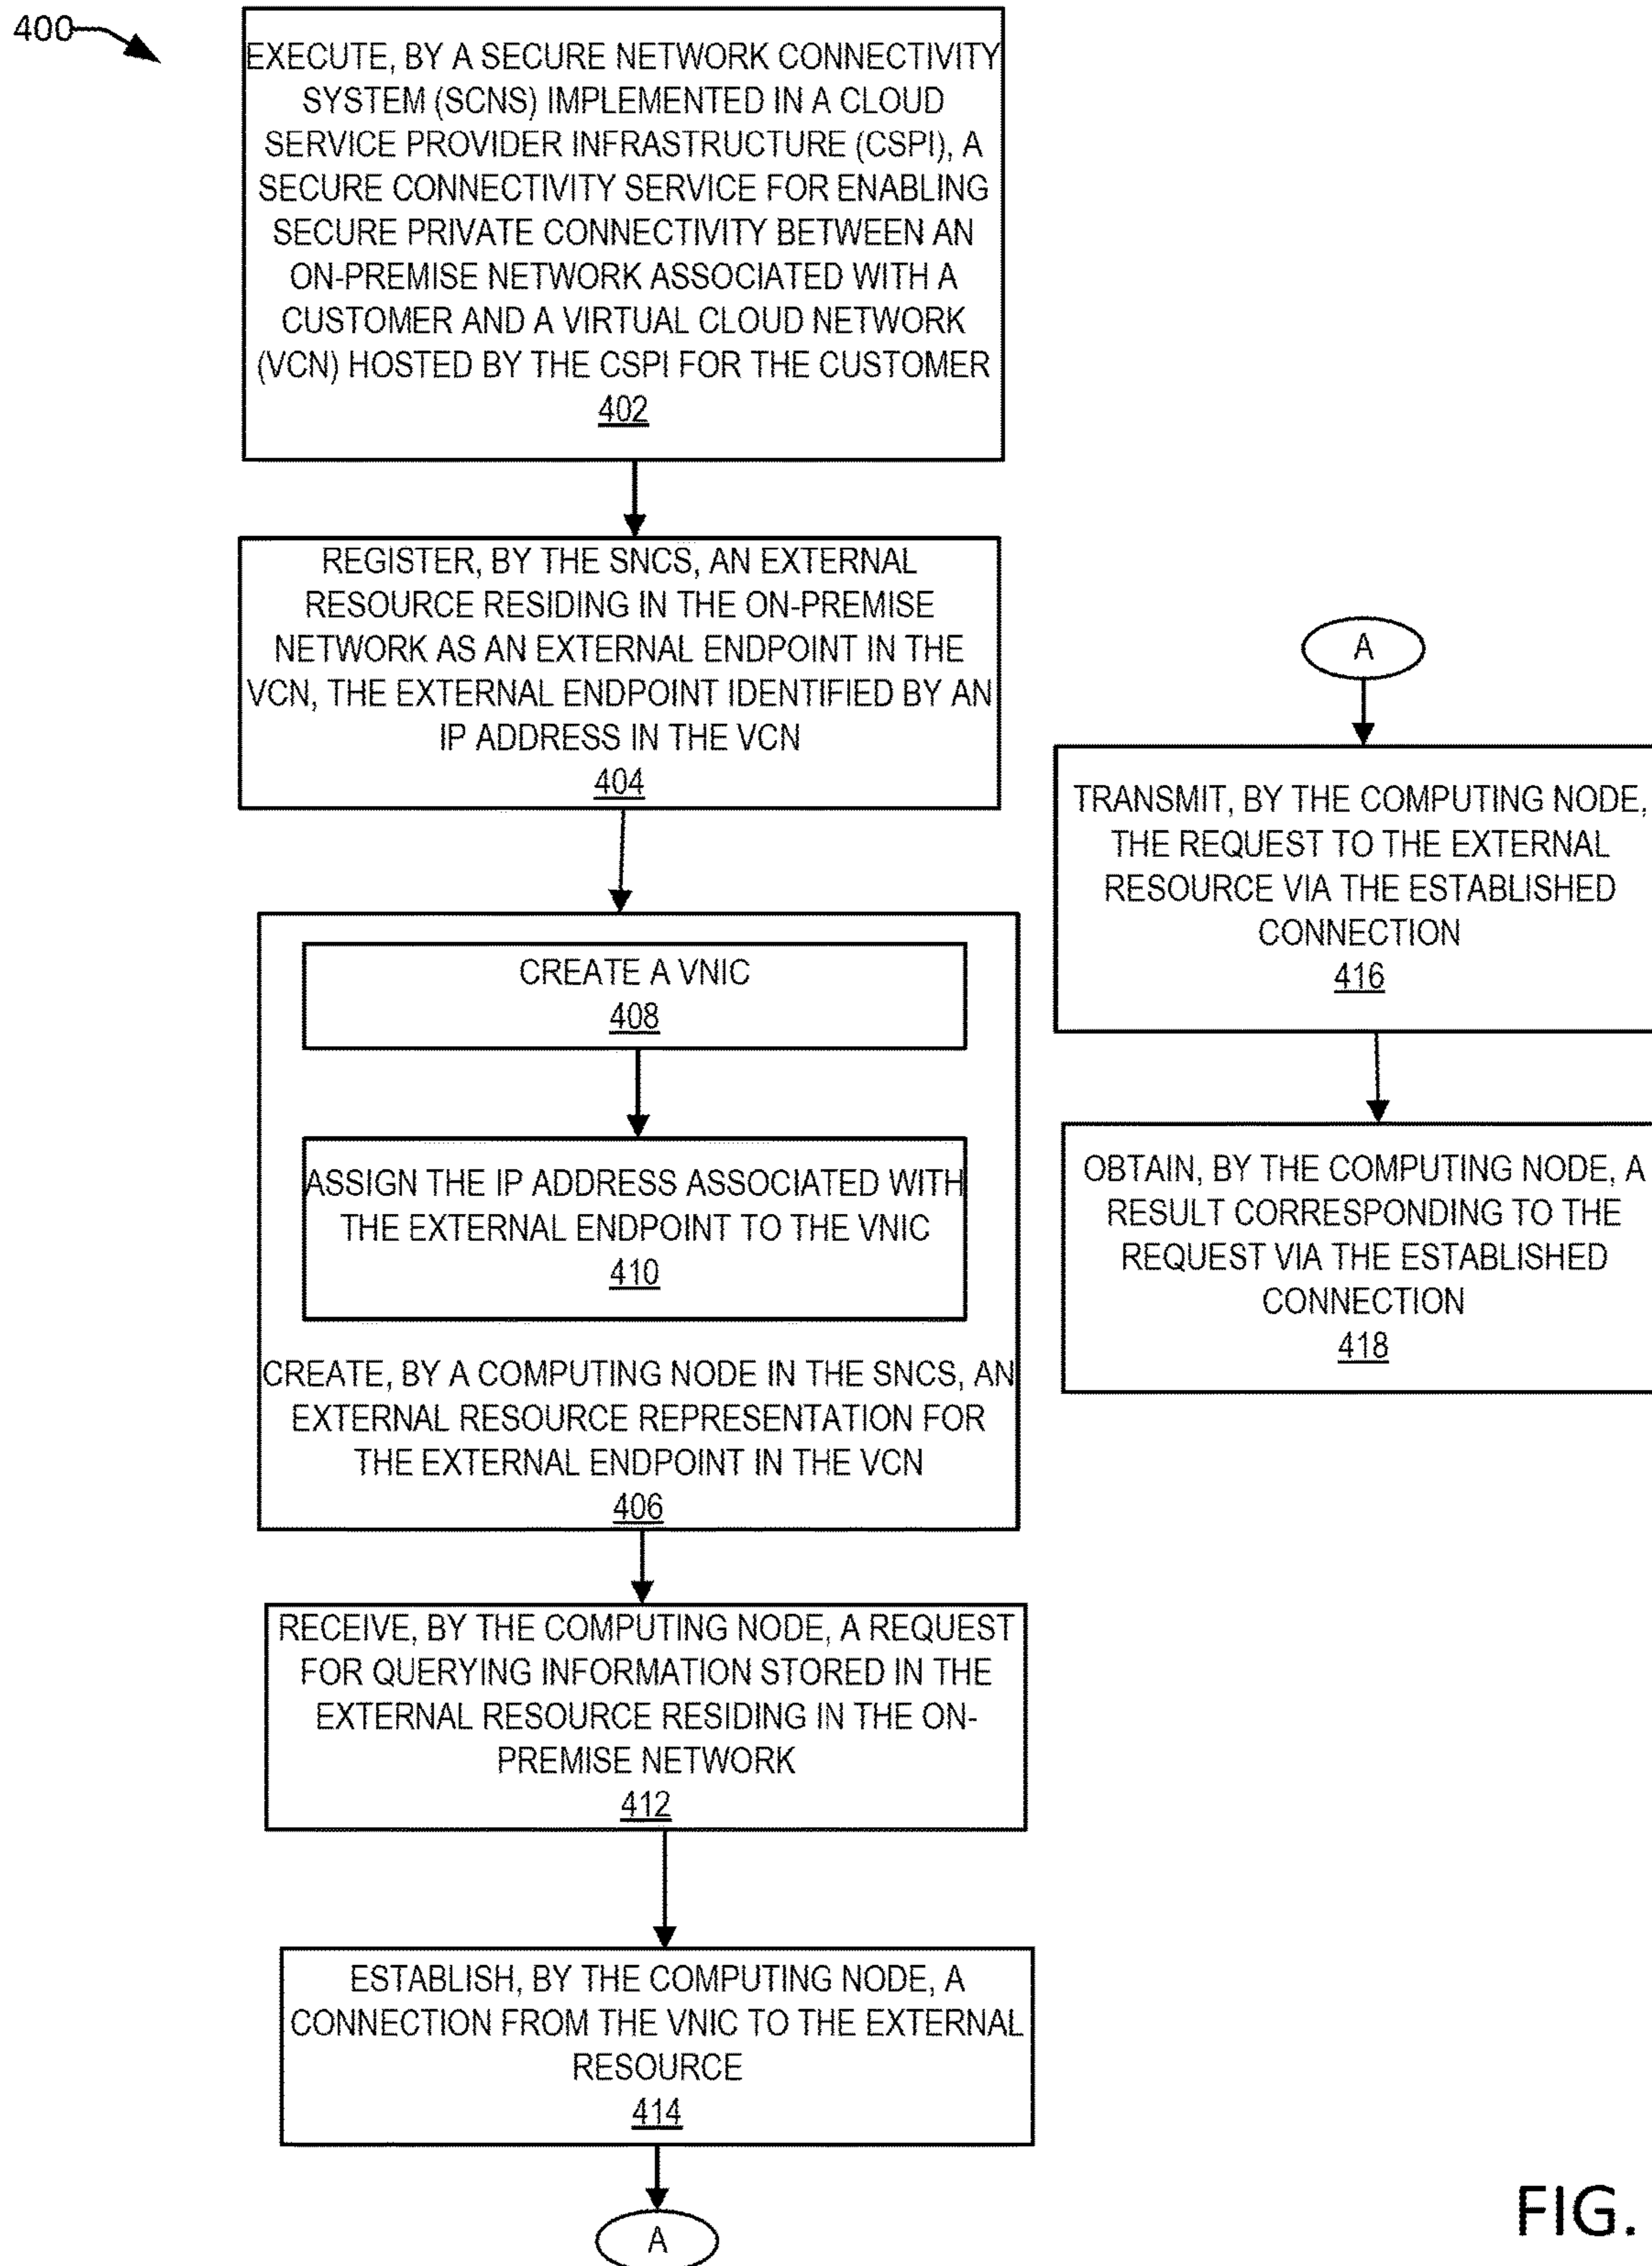 400
EXECUTE, BY A SECURE NETWORK CONNECTIVITY
SYSTEM (SCNS) IMPLEMENTED IN A CLOUD
SERVICE PROVIDER INFRASTRUCTURE (CSPI), A
SECURE CONNECTIVITY SERVICE FOR ENABLING
SECURE PRIVATE CONNECTIVITY BETWEEN AN
ON-PREMISE NETWORK ASSOCIATED WITH A
CUSTOMER AND A VIRTUAL CLOUD NETWORK
(VCN) HOSTED BY THE CSPI FOR THE CUSTOMER
402
REGISTER, BY THE SNCS, AN EXTERNAL
RESOURCE RESIDING IN THE ON-PREMISE
NETWORK AS AN EXTERNAL ENDPOINT IN THE
VCN, THE EXTERNAL ENDPOINT IDENTIFIED BY AN
IP ADDRESS IN THE VCN
404
CREATE A VNIC
408
ASSIGN THE IP ADDRESS ASSOCIATED WITH
THE EXTERNAL ENDPOINT TO THE VNIC
410
CREATE, BY A COMPUTING NODE IN THE SNCS, AN
EXTERNAL RESOURCE REPRESENTATION FOR
THE EXTERNAL ENDPOINT IN THE VCN
406
RECEIVE, BY THE COMPUTING NODE, A REQUEST
FOR QUERYING INFORMATION STORED IN THE
EXTERNAL RESOURCE RESIDING IN THE ON-
PREMISE NETWORK
412
ESTABLISH, BY THE COMPUTING NODE, A
CONNECTION FROM THE VNIC TO THE EXTERNAL
RESOURCE
414
A
A
TRANSMIT, BY THE COMPUTING NODE,
THE REQUEST TO THE EXTERNAL
RESOURCE VIA THE ESTABLISHED
CONNECTION
416
OBTAIN, BY THE COMPUTING NODE, A
RESULT CORRESPONDING TO THE
REQUEST VIA THE ESTABLISHED
CONNECTION
418
FIG.